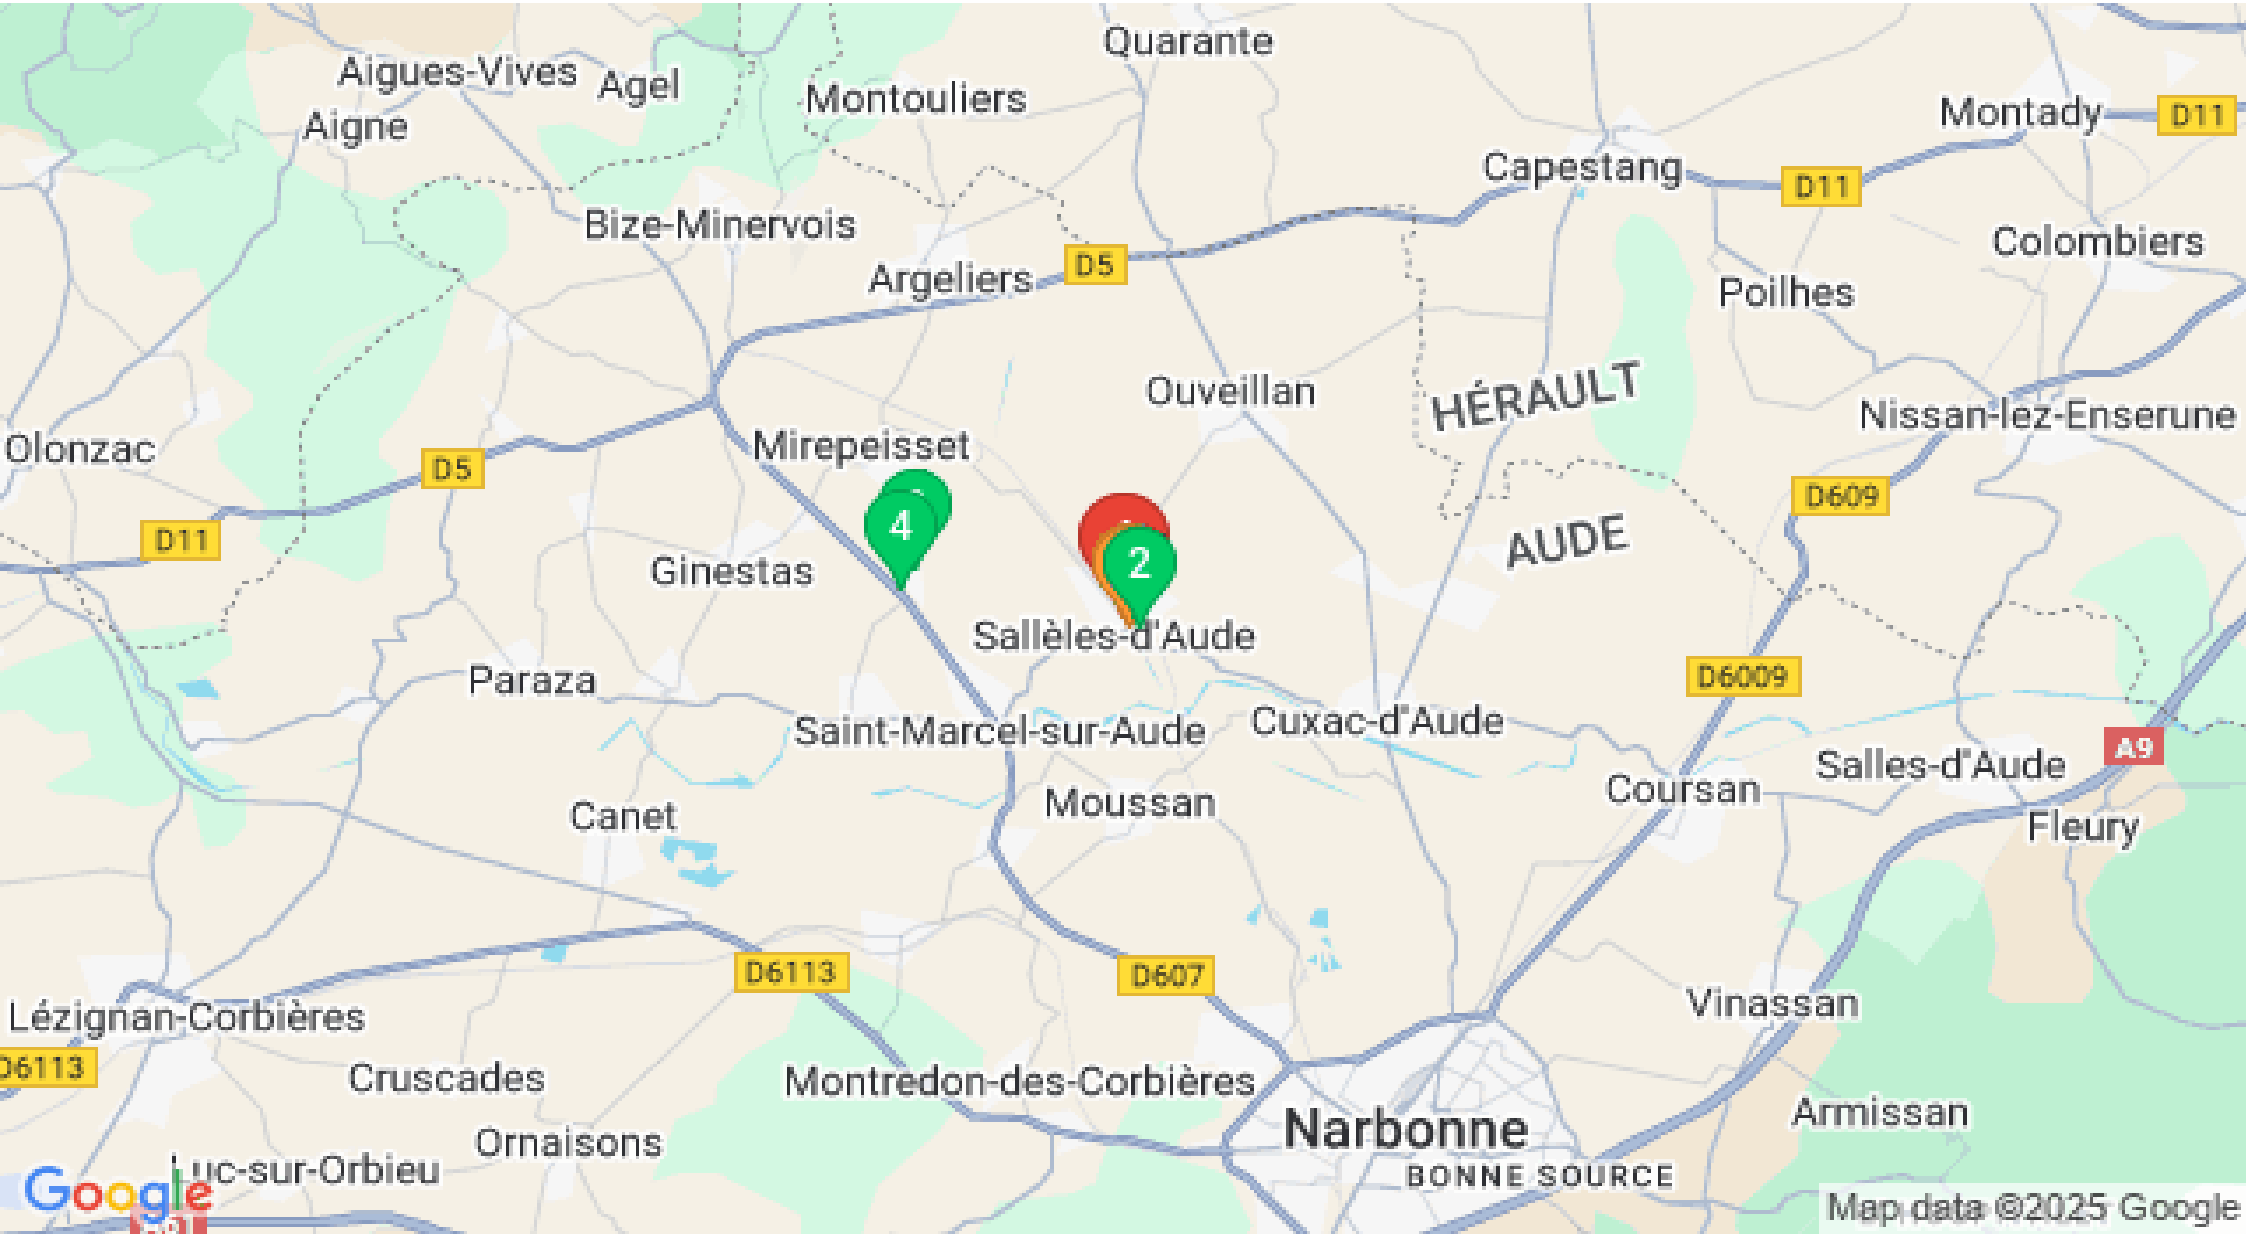 Quarante
Aigues-Vives
Agel
Montouliers
Aigne
Montady
D11
Capestang
D11
Bize-Minervois
Colombiers
Argeliers
D5
Poilhes
Ouveillan
HÉRAULT
Nissan-lez-Enserune
Olonzac
D5
Mirepeisset
D609
4
D11
AUDE
2
Ginestas
Sallèles-d'Aude
Paraza
D6009
Saint-Marcel-sur-Aude
Cuxac-d'Aude
A9
Salles-d'Aude
Coursan
Canet
Moussan
Fleury
D6113
D607
Lézignan-Corbières
Vinassan
D6113
Cruscades
Montredon-des-Corbières
Armissan
Narbonne
Ornaisons
BONNE SOURCE
Luc-sur-Orbieu
Google
Map data ©2025 Google